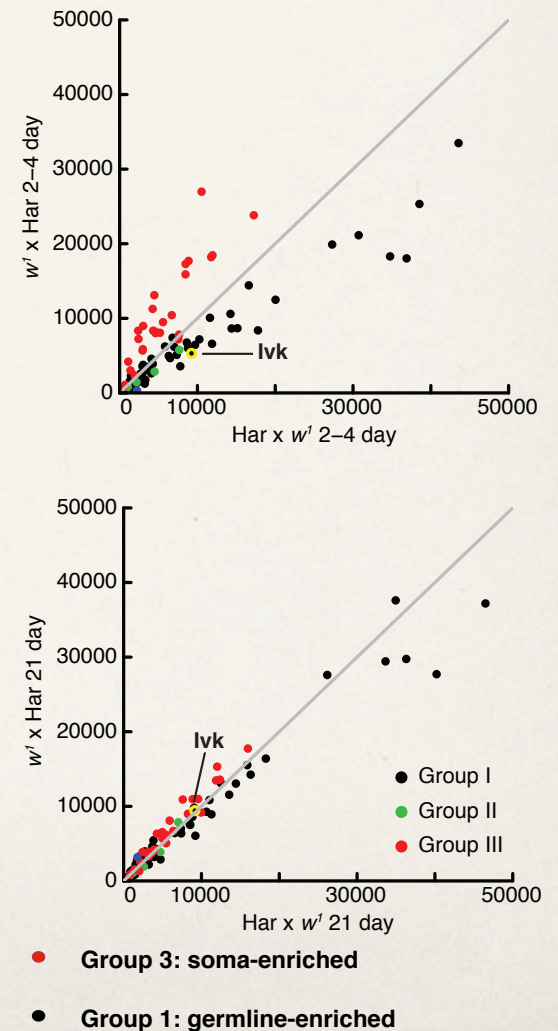 50000
40000
30000
20000
10000
0
w¹ x Har 2–4 day
Ivk
0 10000 30000 50000
Har x w¹ 2–4 day
50000
40000
30000
20000
10000
0
w¹ x Har 21 day
Ivk
Group I
Group II
Group III
0 10000 30000 50000
Har x w¹ 21 day
Group 3: soma-enriched
Group 1: germline-enriched